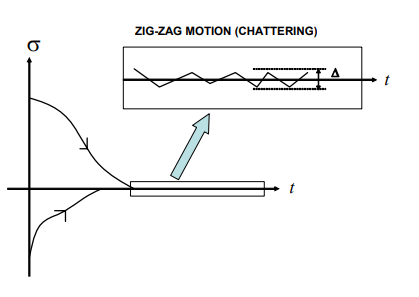 ZIG-ZAG MOTION (CHATTERING)
σ
Δ
t
t